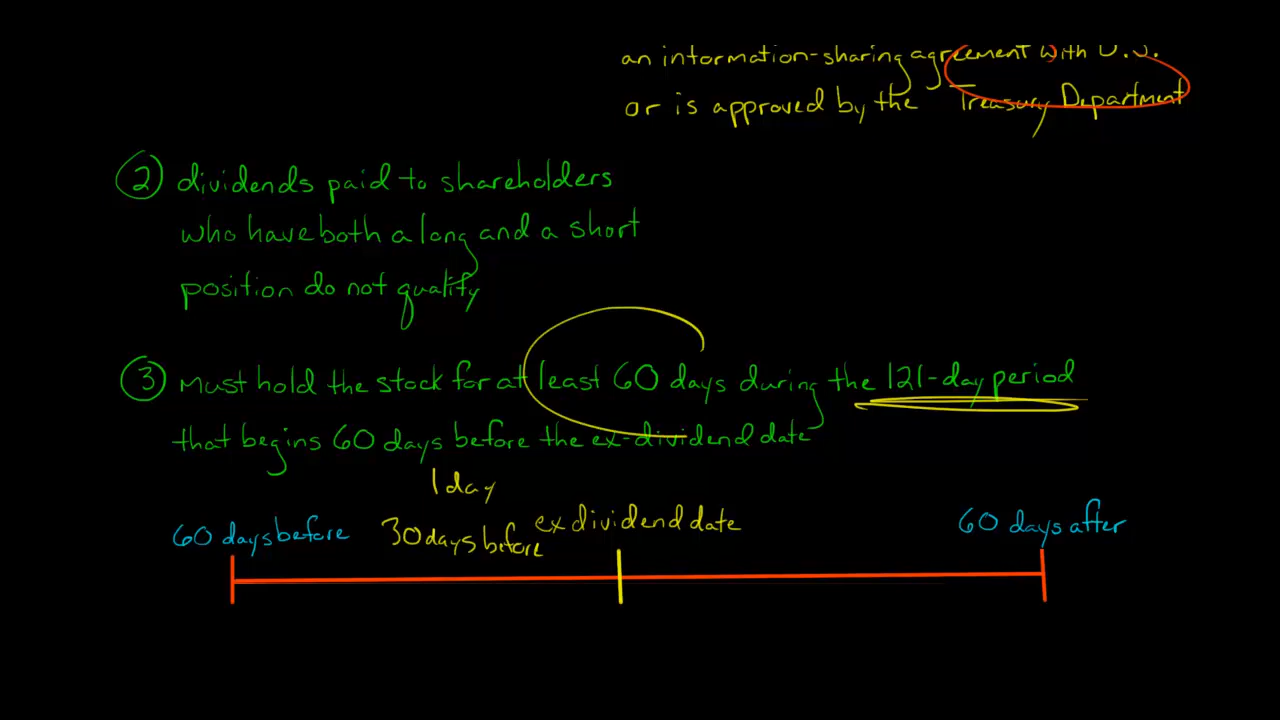 an information-sharing agreement with U.S.
or is approved by the Treasury Department
2 dividends paid to shareholders
who have both a long and a short
position do not qualify
3 Must hold the stock for at least 60 days during the 121-day period
that begins 60 days before the ex-dividend date
1 day
60 days before 30 days before ex dividend date 60 days after